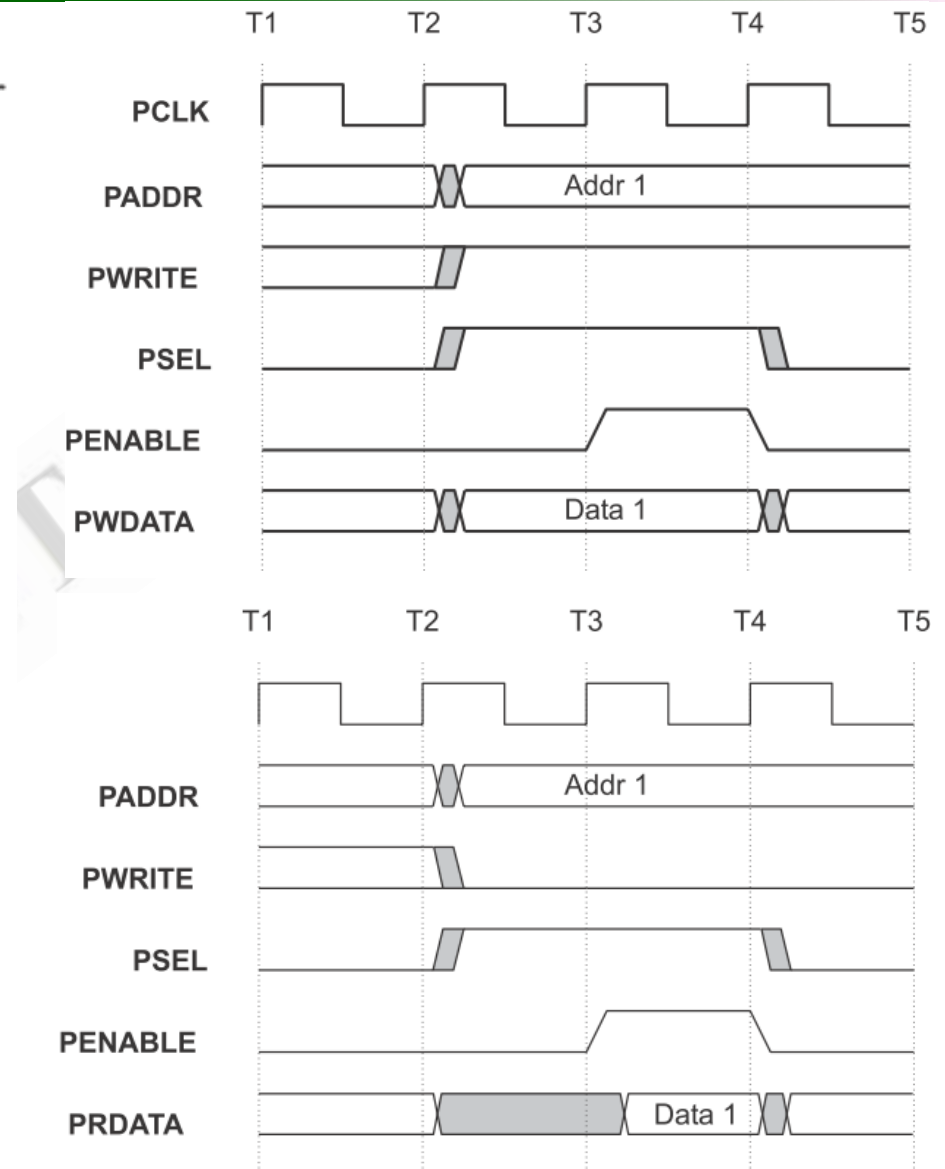 T1 T2 T3 T4 T5
PCLK
PADDR Addr 1
PWRITE
PSEL
PENABLE
PWDATA Data 1
T1 T2 T3 T4 T5
PADDR Addr 1
PWRITE
PSEL
PENABLE
PRDATA Data 1